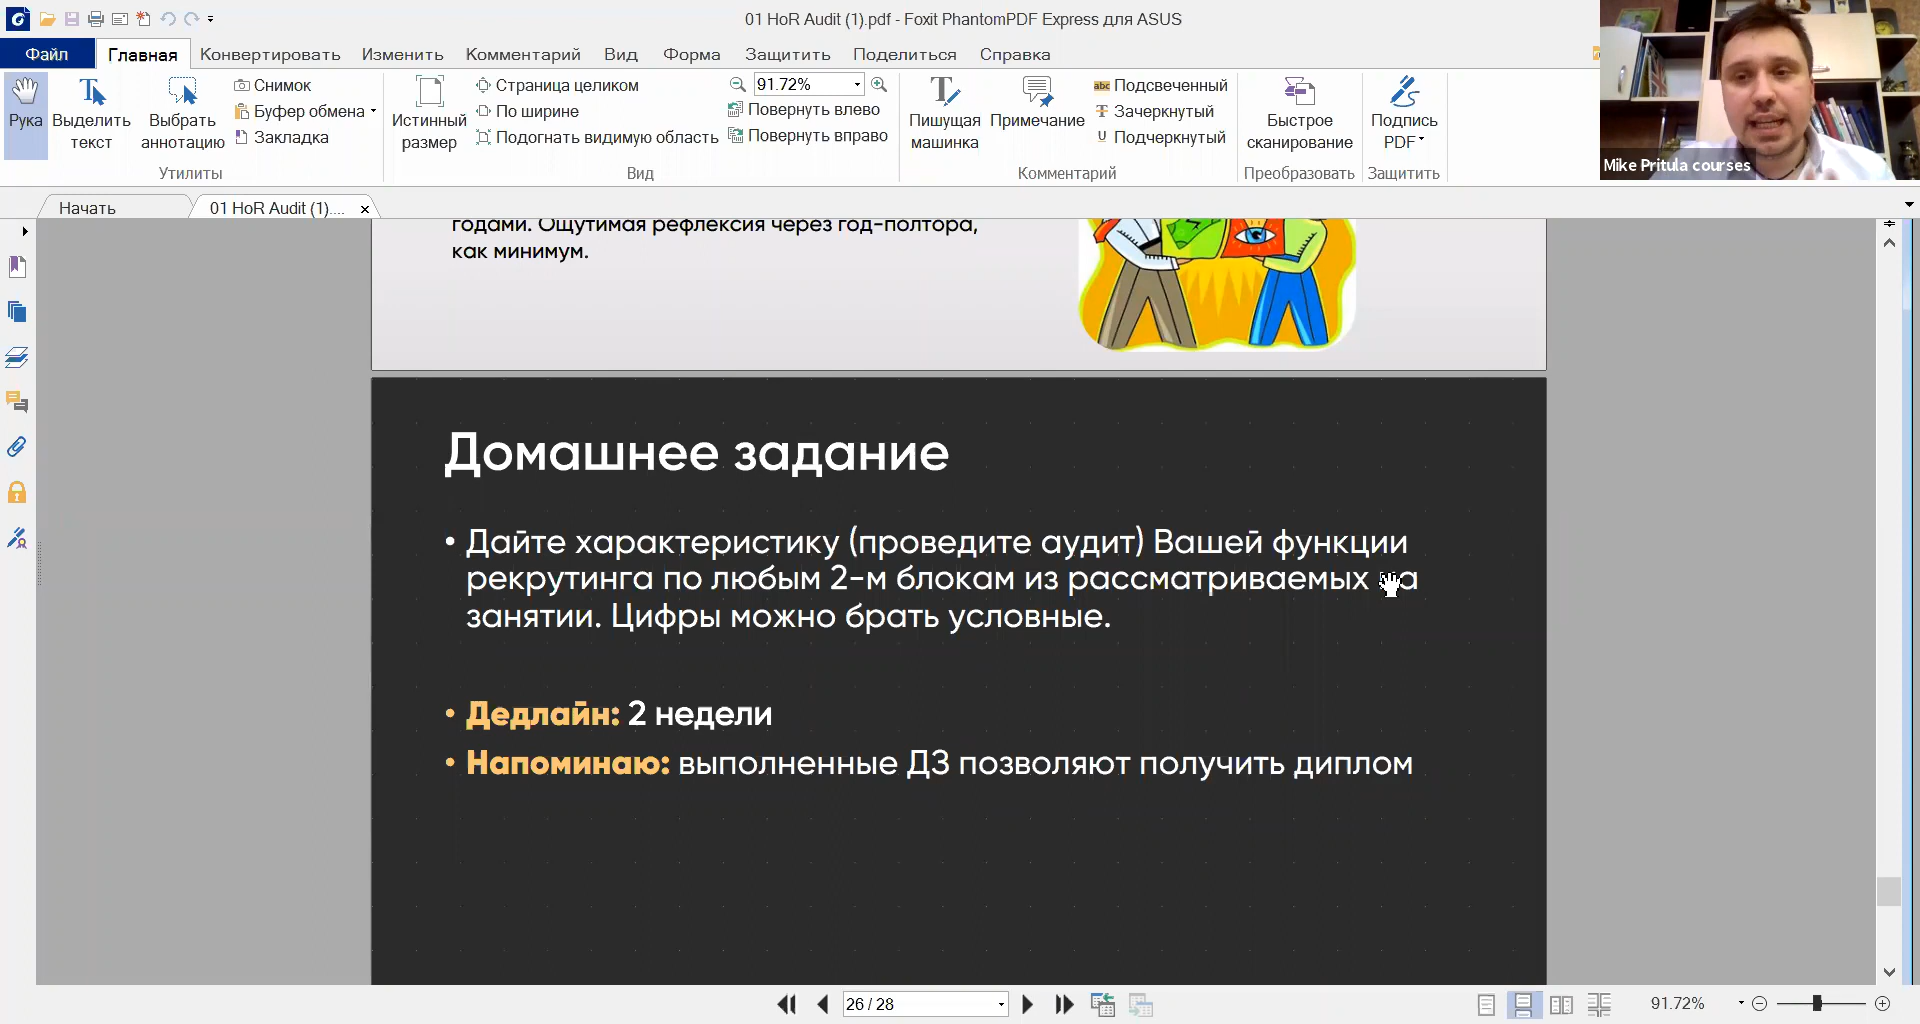 01 HoR Audit (1).pdf - Foxit PhantomPDF Express для ASUS
Файл Главная Конвертировать Изменить Комментарий Вид Форма Защитить Поделиться Справка
Рука
Выделить текст
Выбрать аннотацию
Снимок
Буфер обмена
Закладка
Утилиты
Истинный размер
Страница целиком
По ширине
Подогнать видимую область
91.72%
Повернуть влево
Повернуть вправо
Вид
Пишущая машинка
Примечание
Подсвеченный
Зачеркнутый
Подчеркнутый
Комментарий
Быстрое сканирование
Преобразовать
Подпись PDF
Защитить
Mike Pritula courses
Начать
01 HoR Audit (1)....
годами. Ощутимая рефлексия через год-полтора,
как минимум.
Домашнее задание
• Дайте характеристику (проведите аудит) Вашей функции
рекрутинга по любым 2-м блокам из рассматриваемых
занятии. Цифры можно брать условные.
• Дедлайн: 2 недели
• Напоминаю: выполненные ДЗ позволяют получить диплом
26 / 28
91.72%